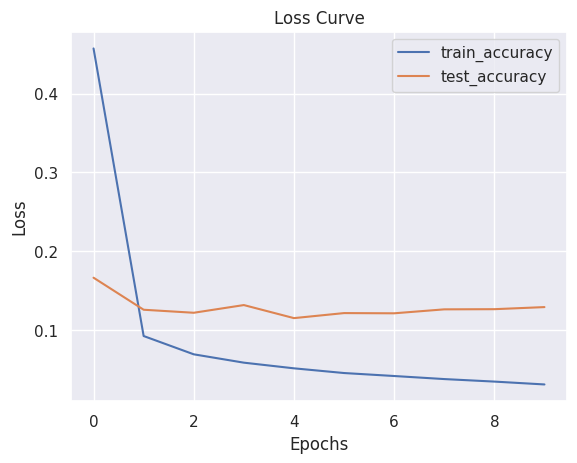 Loss Curve
train_accuracy
test_accuracy
0.4
0.3
0.2
0.1
Loss
0 2 4 6 8
Epochs